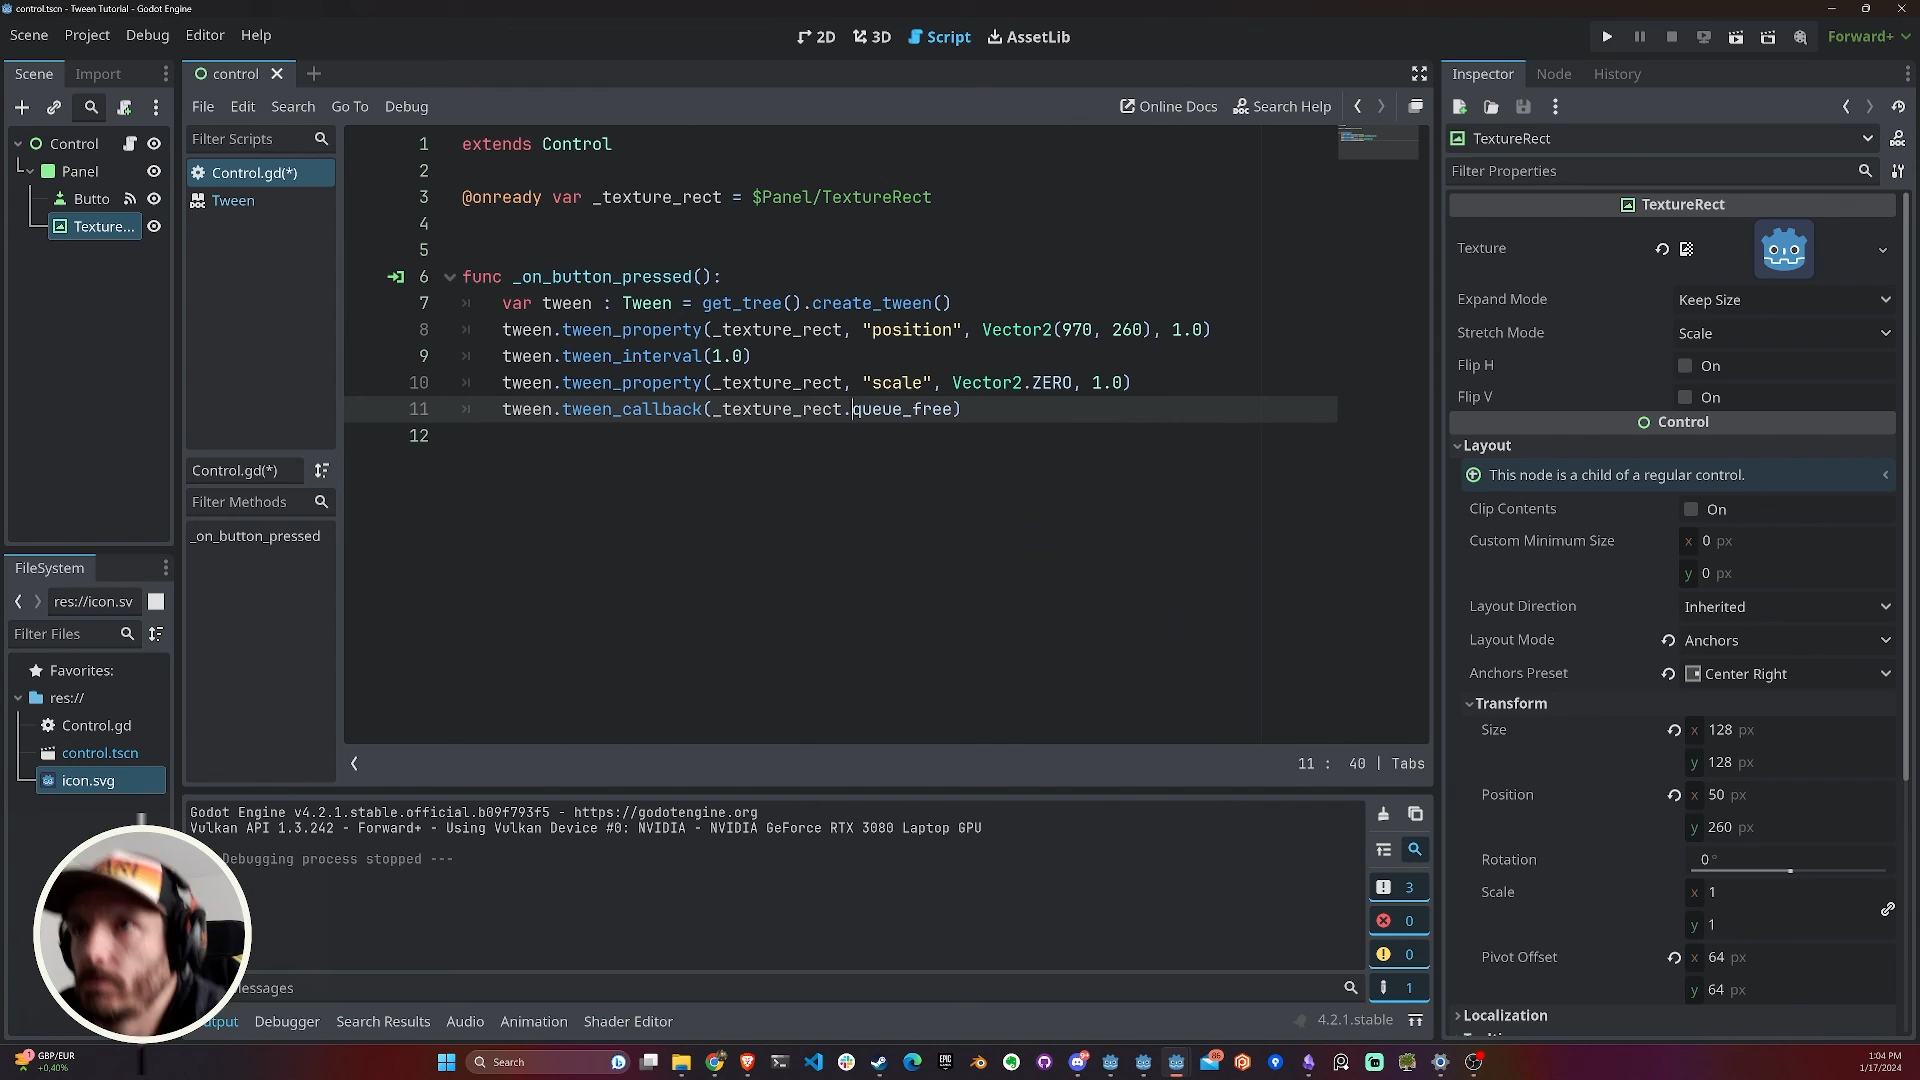 control.tscn - Tween Tutorial - Godot Engine
Scene Project Debug Editor Help
2D 3D Script AssetLib
Forward+
Scene Import
control
Inspector Node History
File Edit Search Go To Debug
Online Docs Search Help
Control
Panel
Butto
Texture...
Filter Scripts
Control.gd(*)
Tween
Control.gd(*)
Filter Methods
_on_button_pressed
1 extends Control
2
3 @onready var _texture_rect = $Panel/TextureRect
4
5
6 func _on_button_pressed():
7 var tween : Tween = get_tree().create_tween()
8 tween.tween_property(_texture_rect, "position", Vector2(970, 260), 1.0)
9 tween.tween_interval(1.0)
10 tween.tween_property(_texture_rect, "scale", Vector2.ZERO, 1.0)
11 tween.tween_callback(_texture_rect.queue_free)
12
11 : 40 | Tabs
FileSystem
res://icon.sv
Filter Files
Favorites:
res://
Control.gd
control.tscn
icon.svg
Godot Engine v4.2.1.stable.official.b09f793f5 - https://godotengine.org
Vulkan API 1.3.242 - Forward+ - Using Vulkan Device #0: NVIDIA - NVIDIA GeForce RTX 3080 Laptop GPU
Debugging process stopped ---
3
0
0
1
Debugger Search Results Audio Animation Shader Editor
4.2.1.stable
TextureRect
Filter Properties
TextureRect
Texture
Expand Mode Keep Size
Stretch Mode Scale
Flip H On
Flip V On
Control
Layout
This node is a child of a regular control.
Clip Contents On
Custom Minimum Size x 0 px
y 0 px
Layout Direction Inherited
Layout Mode Anchors
Anchors Preset Center Right
Transform
Size x 128 px
y 128 px
Position x 50 px
y 260 px
Rotation 0°
Scale x 1
y 1
Pivot Offset x 64 px
y 64 px
Localization
GBP/EUR
+0,40%
Search
1:04 PM
1/17/2024